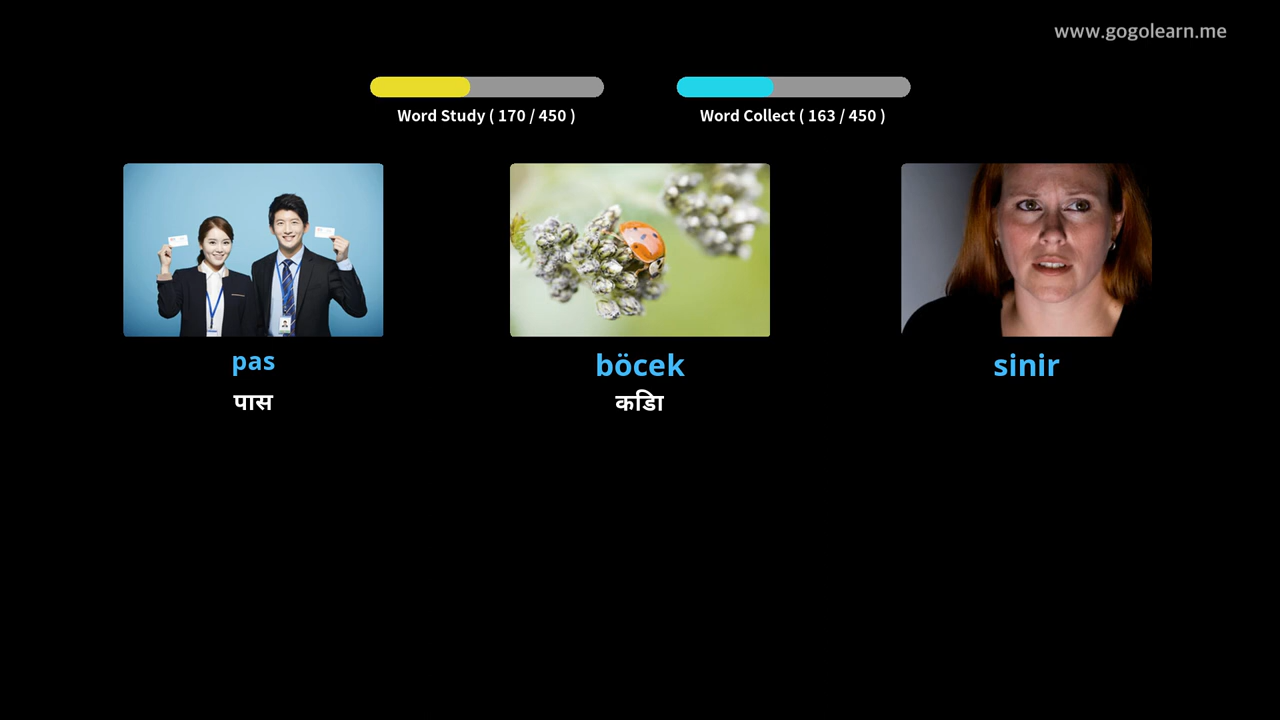 www.gogolearn.me
Word Study ( 170 / 450 )
Word Collect ( 163 / 450 )
pas
böcek
sinir
पास
कडिा